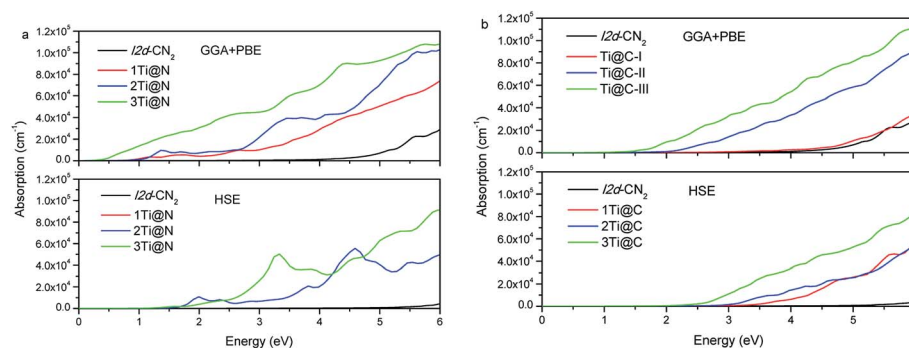 a
GGA+PBE
I2d-CN₂
1Ti@N
2Ti@N
3Ti@N
1.2x10⁵
1.0x10⁵
8.0x10⁴
6.0x10⁴
4.0x10⁴
2.0x10⁴
0.0
HSE
I2d-CN₂
1Ti@N
2Ti@N
3Ti@N
1.2x10⁵
1.0x10⁵
8.0x10⁴
6.0x10⁴
4.0x10⁴
2.0x10⁴
0.0
Absorption (cm⁻¹)
0 1 2 3 4 5 6
Energy (eV)
b
GGA+PBE
I2d-CN₂
Ti@C-I
Ti@C-II
Ti@C-III
1.2x10⁵
1.0x10⁵
8.0x10⁴
6.0x10⁴
4.0x10⁴
2.0x10⁴
0.0
HSE
I2d-CN₂
1Ti@C
2Ti@C
3Ti@C
1.2x10⁵
1.0x10⁵
8.0x10⁴
6.0x10⁴
4.0x10⁴
2.0x10⁴
0.0
Absorption (cm⁻¹)
0 1 2 3 4 5
Energy (eV)